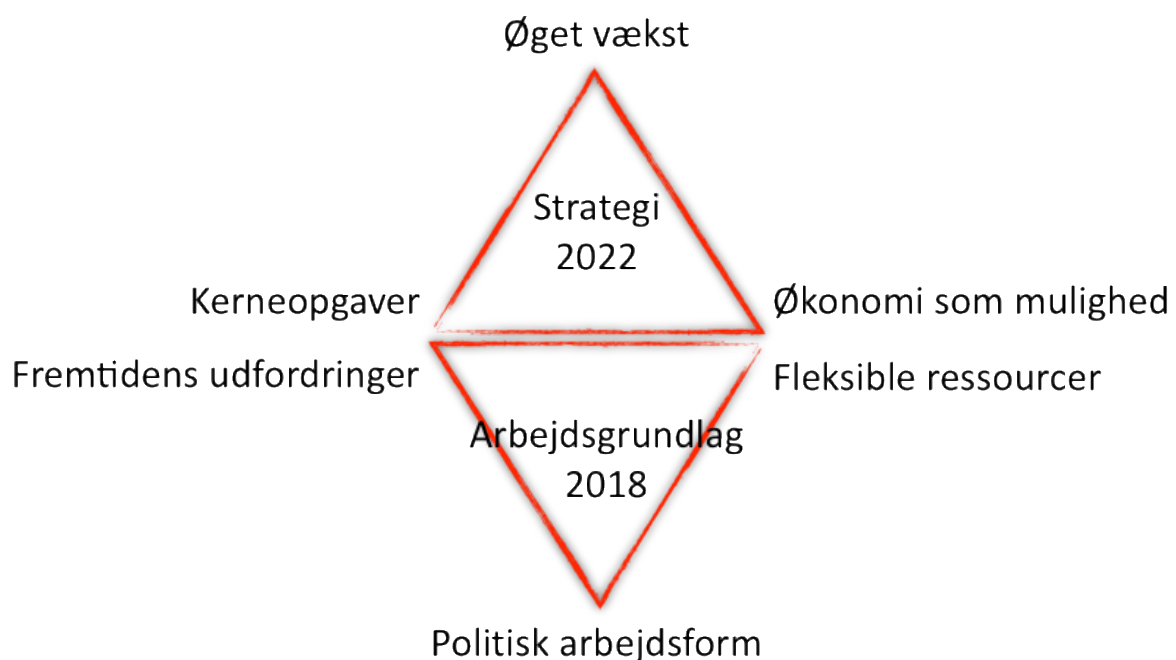 Øget vækst
Strategi
2022
Kerneopgaver
Økonomi som mulighed
Fremtidens udfordringer
Fleksible ressourcer
Arbejdsgrundlag
2018
Politisk arbejdsform